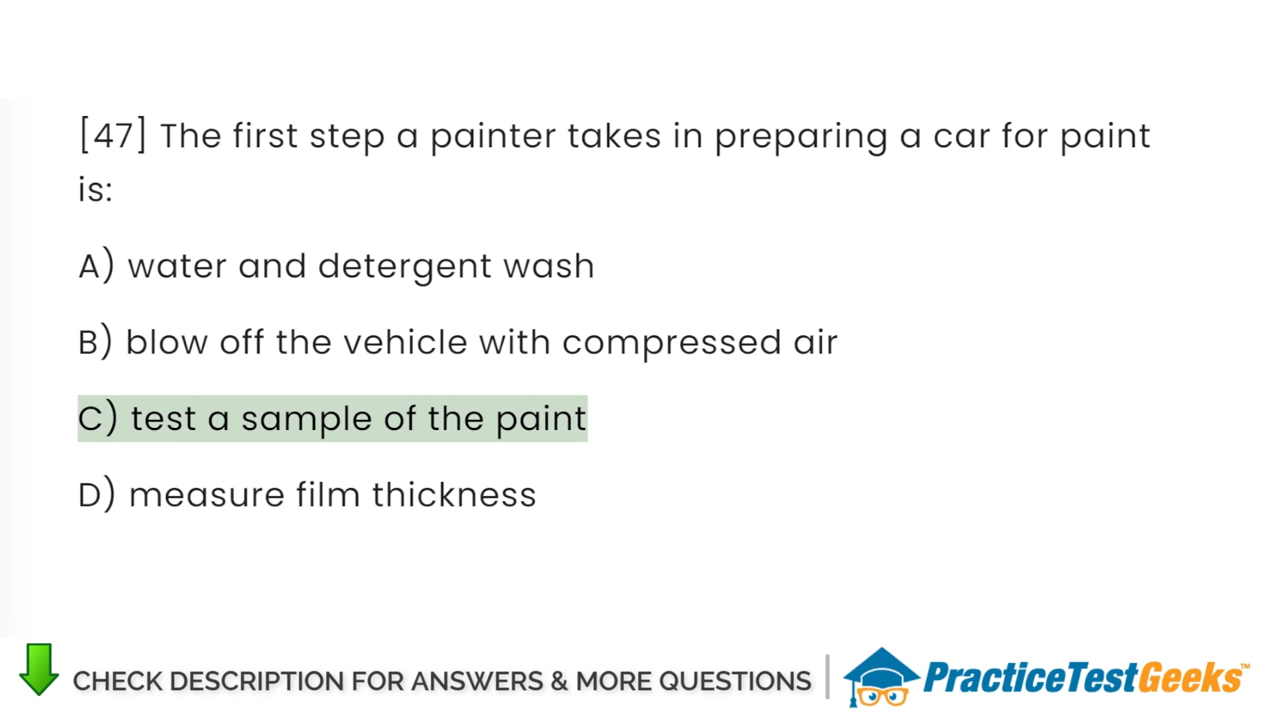 [47] The first step a painter takes in preparing a car for paint
is:
A) water and detergent wash
B) blow off the vehicle with compressed air
C) test a sample of the paint
D) measure film thickness
CHECK DESCRIPTION FOR ANSWERS & MORE QUESTIONS
PracticeTestGeeks™